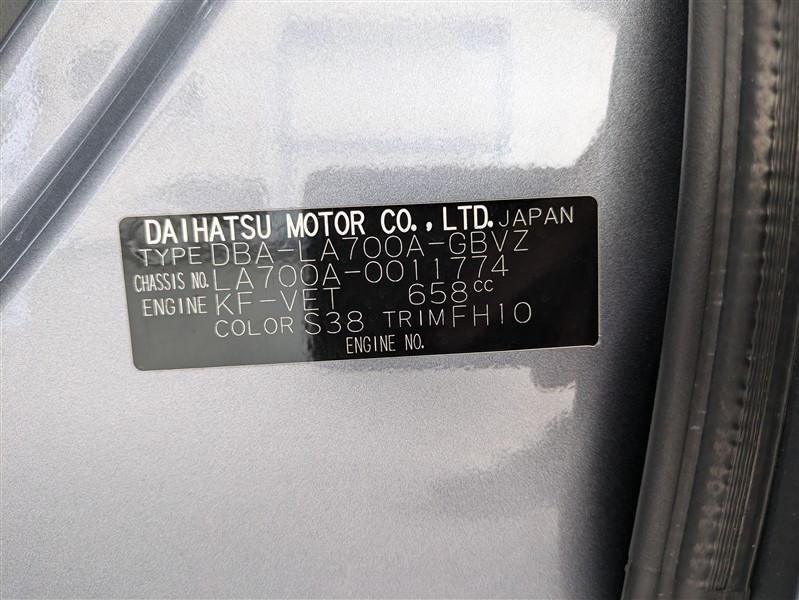 DAIHATSU MOTOR CO., LTD. JAPAN
TYPE DBA-LA700A-GBVZ
CHASSIS NO. LA700A-0011774
ENGINE KF-VET 658cc
COLOR S38 TRIM FH10
ENGINE NO.